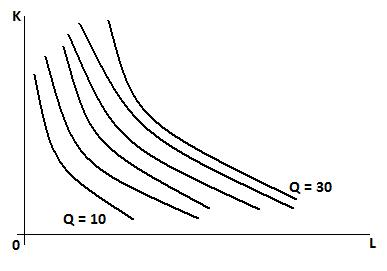 K
Q = 30
Q = 10
0
L